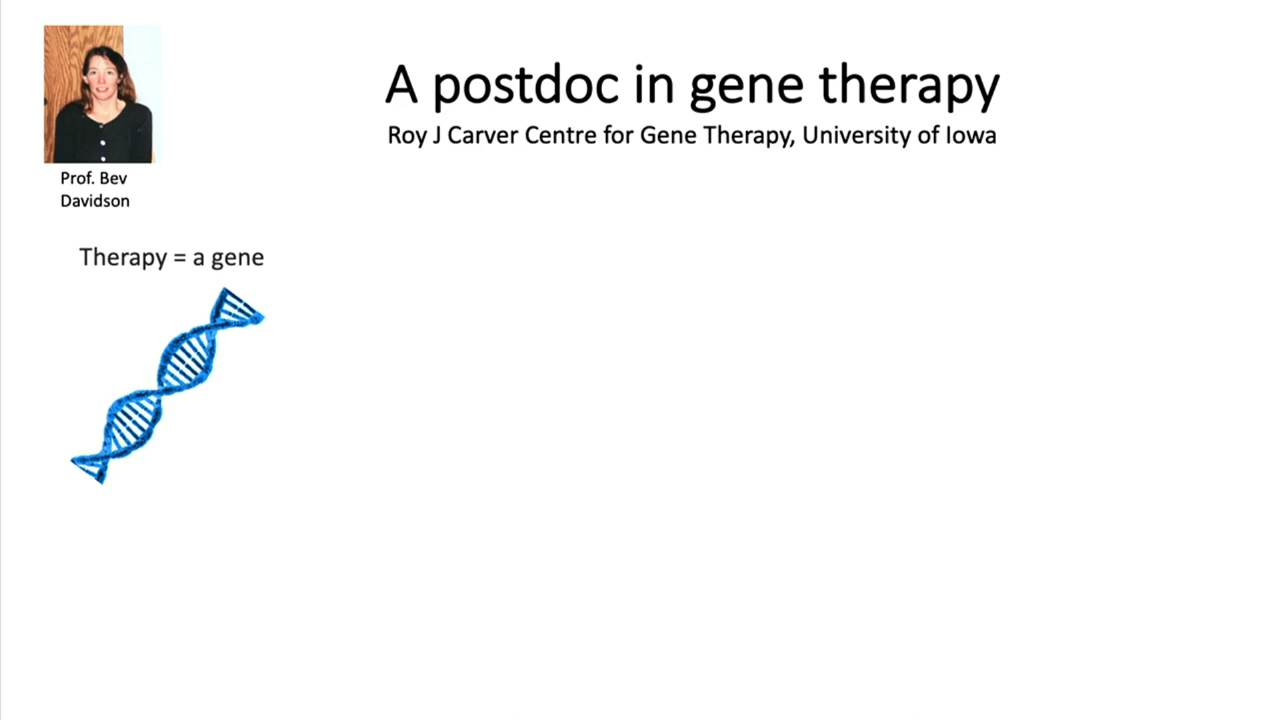 A postdoc in gene therapy
Roy J Carver Centre for Gene Therapy, University of Iowa
Prof. Bev
Davidson
Therapy = a gene